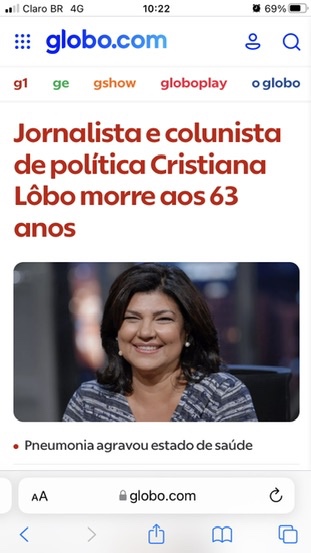 Claro BR 4G 10:22 69%
globo.com
g1 ge gshow globoplay o globo
Jornalista e colunista
de política Cristiana
Lôbo morre aos 63
anos
Pneumonia agravou estado de saúde
AA globo.com